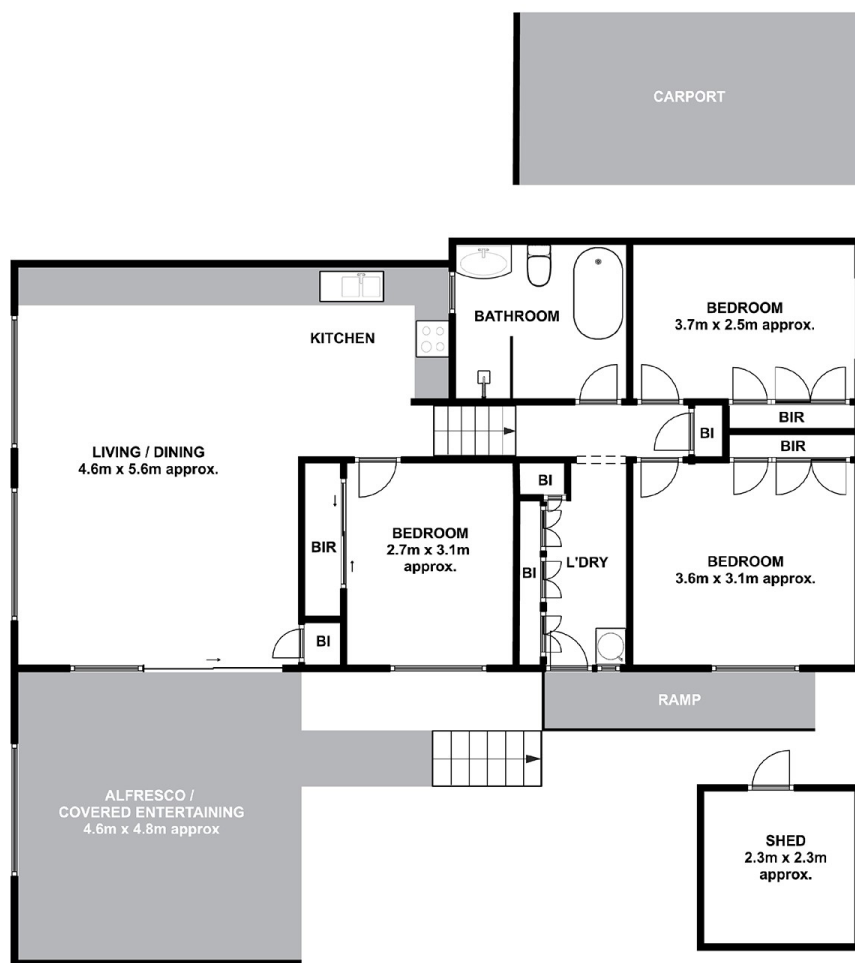 CARPORT
BEDROOM
3.7m x 2.5m approx.
BATHROOM
KITCHEN
BIR
BI
BIR
LIVING / DINING
4.6m x 5.6m approx.
BI
BEDROOM
2.7m x 3.1m
approx.
BIR
BI
L'DRY
BEDROOM
3.6m x 3.1m approx.
BI
RAMP
ALFRESCO /
COVERED ENTERTAINING
4.6m x 4.8m approx
SHED
2.3m x 2.3m
approx.